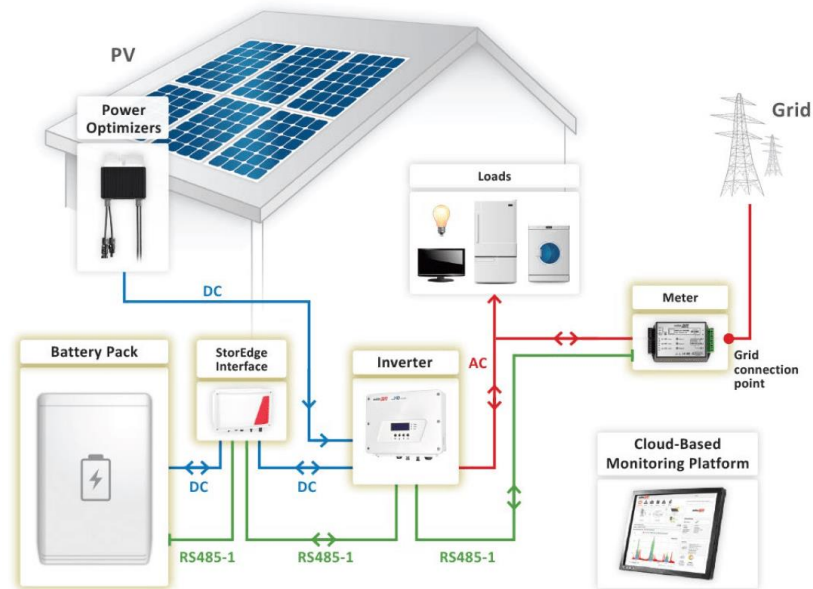 PV
Power
Optimizers
Grid
Loads
DC
Meter
Battery Pack
StorEdge
Interface
Inverter
AC
Grid
connection
point
DC
DC
Cloud-Based
Monitoring Platform
RS485-1
RS485-1
RS485-1